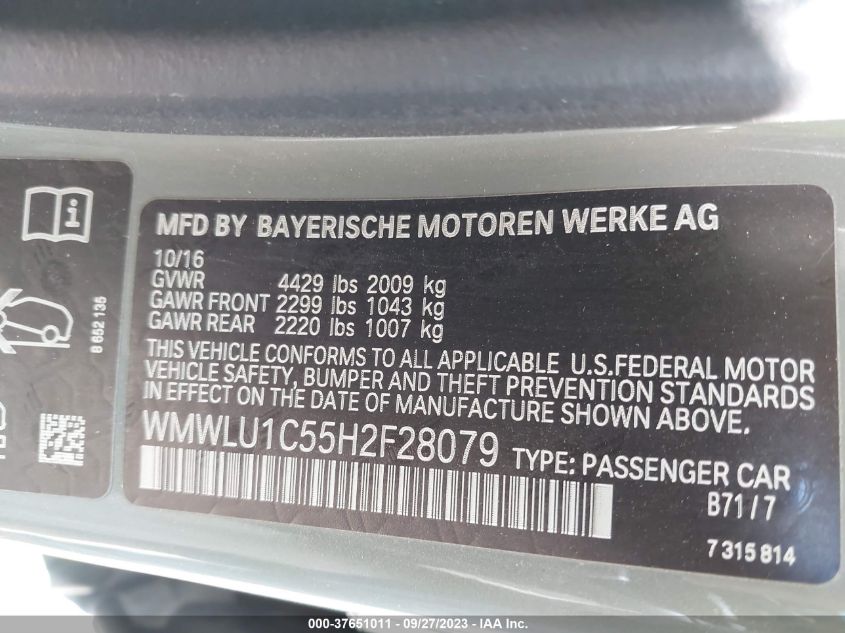 MFD BY BAYERISCHE MOTOREN WERKE AG
10/16
GVWR 4429 lbs 2009 kg
GAWR FRONT 2299 lbs 1043 kg
GAWR REAR 2220 lbs 1007 kg
THIS VEHICLE CONFORMS TO ALL APPLICABLE U.S.FEDERAL MOTOR
VEHICLE SAFETY, BUMPER AND THEFT PREVENTION STANDARDS
IN EFFECT ON THE DATE OF MANUFACTURE SHOWN ABOVE.
WMWLU1C55H2F28079 TYPE: PASSENGER CAR
B71/7
7 315 814
8 652 135
000-37651011 - 09/27/2023 - IAA Inc.